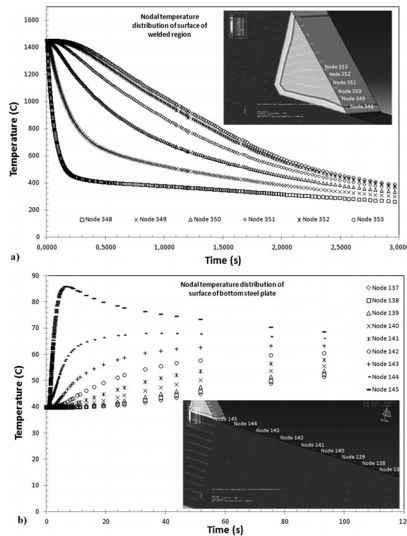 Nodal temperature
distribution of surface of
welded region
Node 353
Node 352
Node 351
Node 350
Node 349
Node 348
Temperature (C)
1600
1400
1200
1000
800
600
400
200
0
□Node 348 ×Node 349 △Node 350 ◇Node 351 ✱Node 352 ○Node 353
0,0000 0,5000 1,0000 1,5000 2,0000 2,5000 3,0000
a)
Time (s)
Nodal temperature distribution of
surface of bottom steel plate
90
80
70
60
50
40
30
20
10
0
Temperature (C)
◇Node 137
□Node 138
△Node 139
×Node 140
✱Node 141
○Node 142
+Node 143
-Node 144
-Node 145
Node 145
Node 144
Node 143
Node 142
Node 141
Node 140
Node 139
Node 138
0 20 40 60 80 100 12
b)
Time (s)